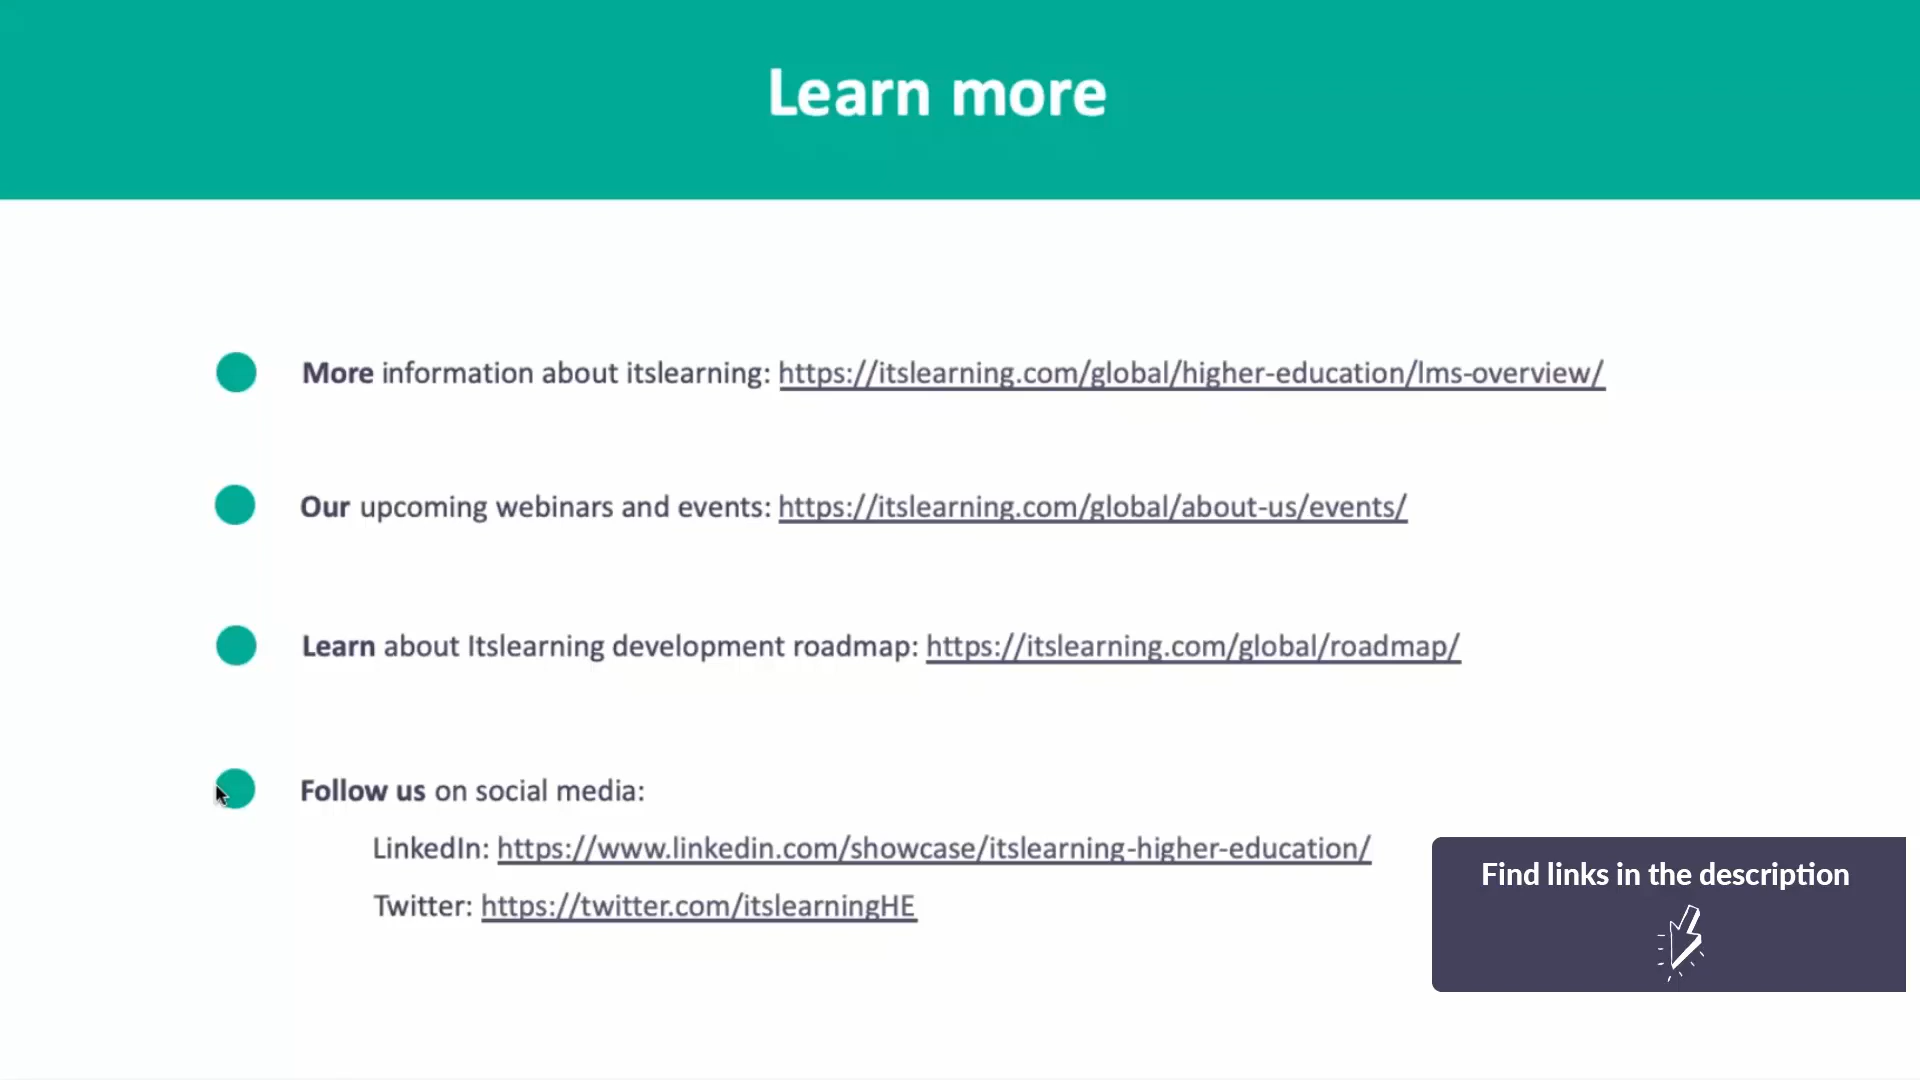 Learn more
More information about itslearning: https://itslearning.com/global/higher-education/lms-overview/
Our upcoming webinars and events: https://itslearning.com/global/about-us/events/
Learn about Itslearning development roadmap: https://itslearning.com/global/roadmap/
Follow us on social media:
LinkedIn: https://www.linkedin.com/showcase/itslearning-higher-education/
Twitter: https://twitter.com/itslearningHE
Find links in the description